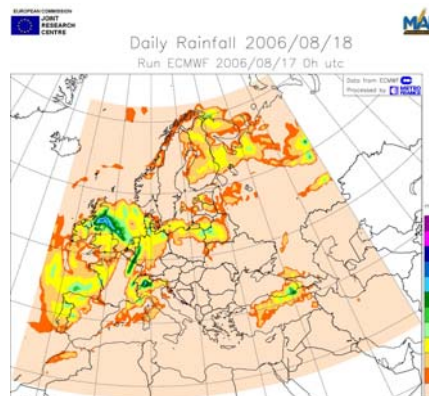 EUROPEAN COMMISSION
JOINT
RESEARCH
CENTRE
Daily Rainfall 2006/08/18
Run ECMWF 2006/08/17 0h utc
Data from ECMWF
Processed by METEO